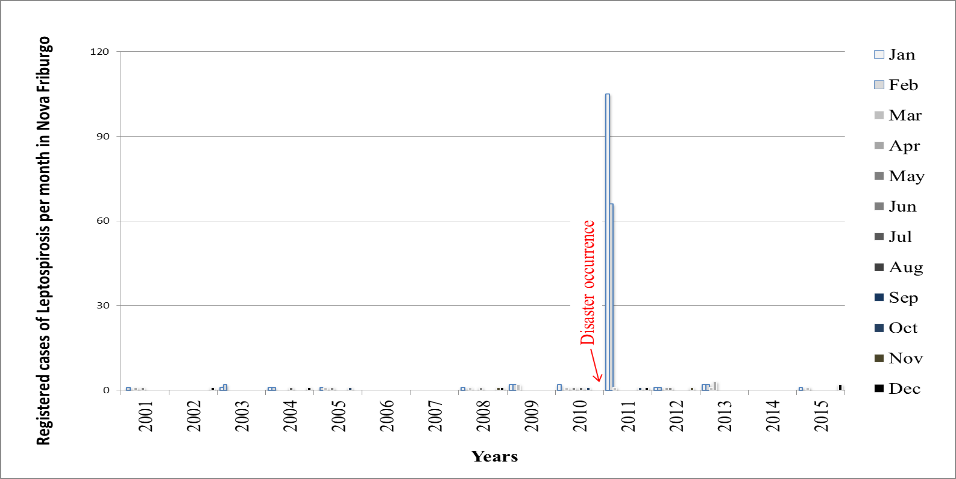 Registered cases of Leptospirosis per month in Nova Friburgo
120
90
60
30
0
Disaster occurrence
2001
2002
2003
2004
2005
2006
2007
2008
2009
2010
2011
2012
2013
2014
2015
Years
Jan
Feb
Mar
Apr
May
Jun
Jul
Aug
Sep
Oct
Nov
Dec